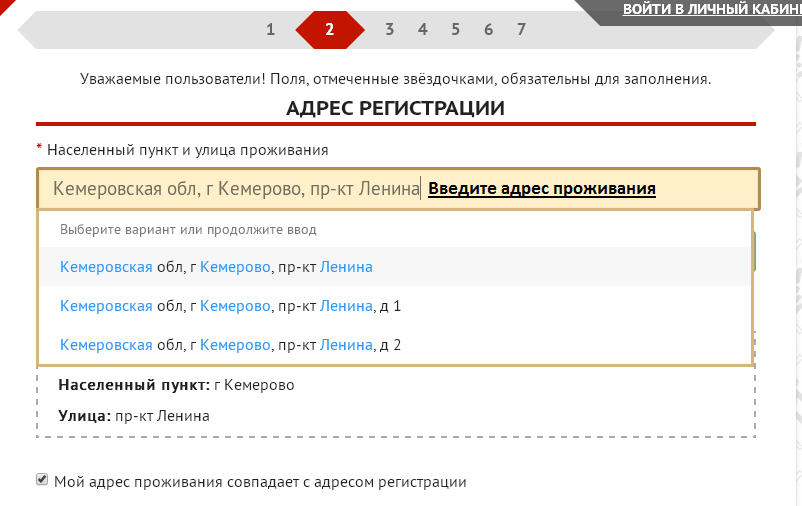 ВОЙТИ В ЛИЧНЫЙ КАБИН
1 2 3 4 5 6 7
Уважаемые пользователи! Поля, отмеченные звёздочками, обязательны для заполнения.
АДРЕС РЕГИСТРАЦИИ
* Населенный пункт и улица проживания
Кемеровская обл, г Кемерово, пр-кт Ленина Введите адрес проживания
Выберите вариант или продолжите ввод
Кемеровская обл, г Кемерово, пр-кт Ленина
Кемеровская обл, г Кемерово, пр-кт Ленина, д 1
Кемеровская обл, г Кемерово, пр-кт Ленина, д 2
Населенный пункт: г Кемерово
Улица: пр-кт Ленина
Мой адрес проживания совпадает с адресом регистрации